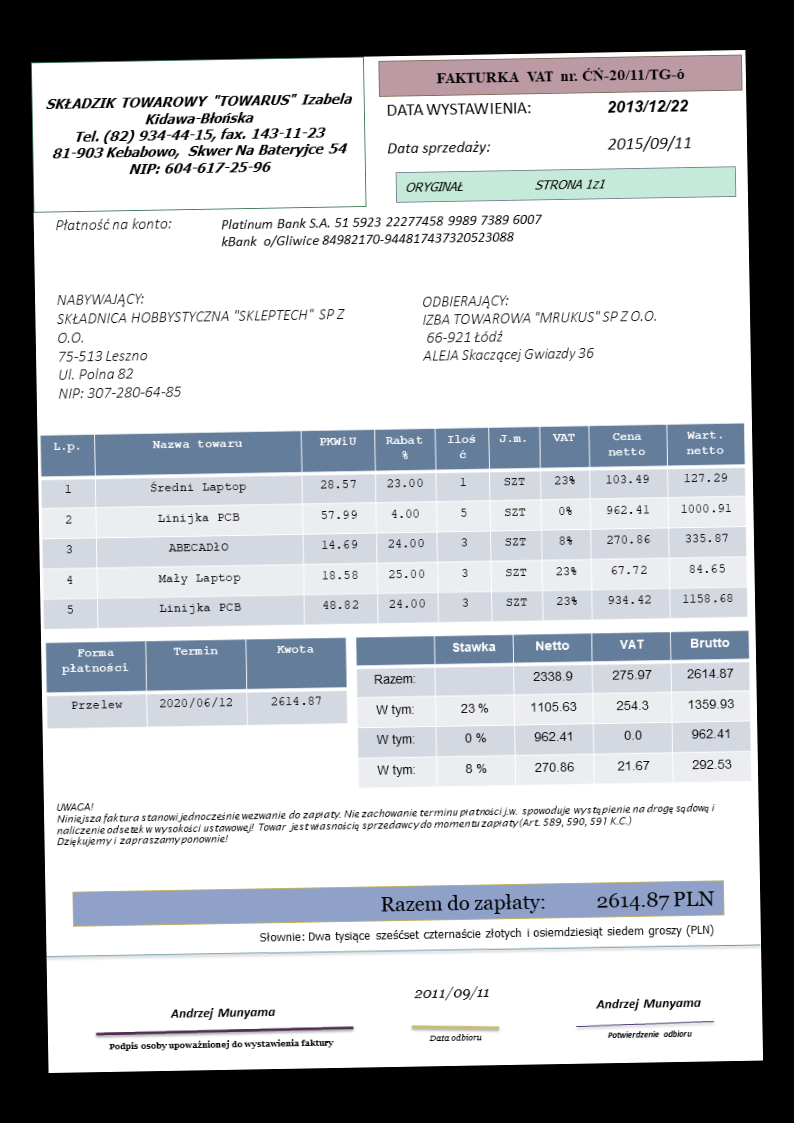 SKŁADZIK TOWAROWY "TOWARUS" Izabela
Kidawa-Błońska
Tel. (82) 934-44-15, fax. 143-11-23
81-903 Kebabowo, Skwer Na Bateryjce 54
NIP: 604-617-25-96
FAKTURKA VAT nr. ĆŃ-20/11/TG-ó
DATA WYSTAWIENIA: 2013/12/22
Data sprzedaży: 2015/09/11
ORYGINAŁ STRONA 1z1
Płatność na konto: Platinum Bank S.A. 51 5923 22277458 9989 7389 6007
kBank o/Gliwice 84982170-944817437320523088
NABYWAJĄCY:
SKŁADNICA HOBBYSTYCZNA "SKLEPTECH" SP Z
O.O.
75-513 Leszno
Ul. Polna 82
NIP: 307-280-64-85
ODBIERAJĄCY:
IZBA TOWAROWA "MRUKUS" SP Z O.O.
66-921 Łódź
ALEJA Skaczącej Gwiazdy 36
L.p. Nazwa towaru PKWiU Rabat % Iloś ć J.m. VAT Cena netto Wart. netto
1 Średni Laptop 28.57 23.00 1 SZT 23% 103.49 127.29
2 Linijka PCB 57.99 4.00 5 SZT 0% 962.41 1000.91
3 ABECADŁO 14.69 24.00 3 SZT 8% 270.86 335.87
4 Mały Laptop 18.58 25.00 3 SZT 23% 67.72 84.65
5 Linijka PCB 48.82 24.00 3 SZT 23% 934.42 1158.68
Forma płatności Termin Kwota
Przelew 2020/06/12 2614.87
Stawka Netto VAT Brutto
Razem: 2338.9 275.97 2614.87
W tym: 23 % 1105.63 254.3 1359.93
W tym: 0 % 962.41 0.0 962.41
W tym: 8 % 270.86 21.67 292.53
UWAGA!
Niniejsza faktura stanowi jednocześnie wezwanie do zapłaty. Nie zachowanie terminu płatności j.w. spowoduje wystąpienie na drogę sądową i
naliczenie odsetek w wysokości ustawowej! Towar jest własnością sprzedawcy do momentu zapłaty (Art. 589, 590, 591 K.C.)
Dziękujemy i zapraszamy ponownie!
Razem do zapłaty: 2614.87 PLN
Słownie: Dwa tysiące sześćset czternaście złotych i osiemdziesiąt siedem groszy (PLN)
Andrzej Munyama
Podpis osoby upoważnionej do wystawienia faktury
2011/09/11
Data odbioru
Andrzej Munyama
Potwierdzenie odbioru